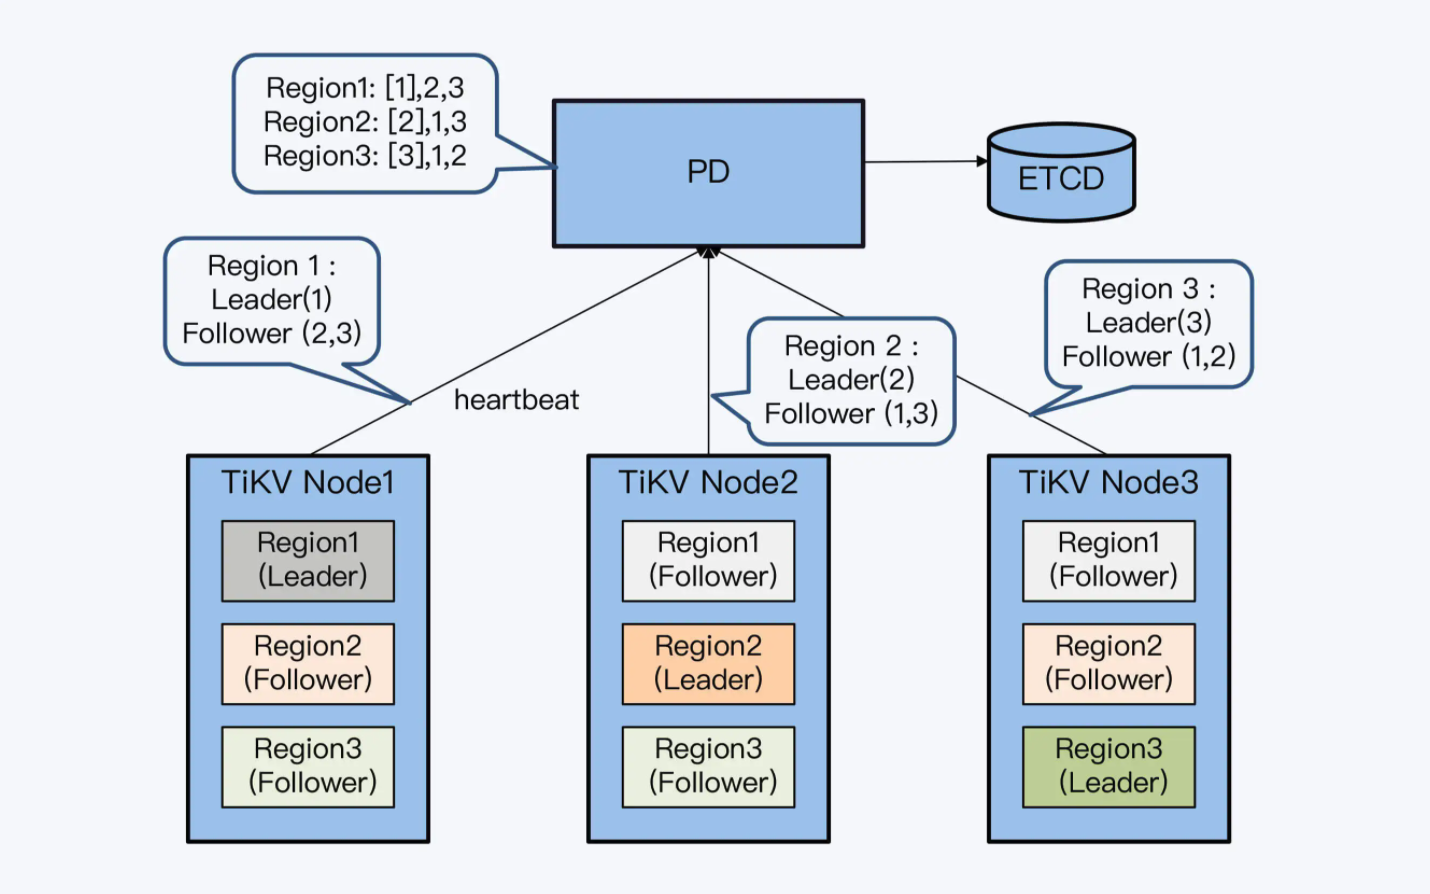 Region1: [1],2,3
Region2: [2],1,3
Region3: [3],1,2
PD
ETCD
Region 1 :
Leader(1)
Follower (2,3)
heartbeat
Region 2 :
Leader(2)
Follower (1,3)
Region 3 :
Leader(3)
Follower (1,2)
TiKV Node1
Region1
(Leader)
Region2
(Follower)
Region3
(Follower)
TiKV Node2
Region1
(Follower)
Region2
(Leader)
Region3
(Follower)
TiKV Node3
Region1
(Follower)
Region2
(Follower)
Region3
(Leader)